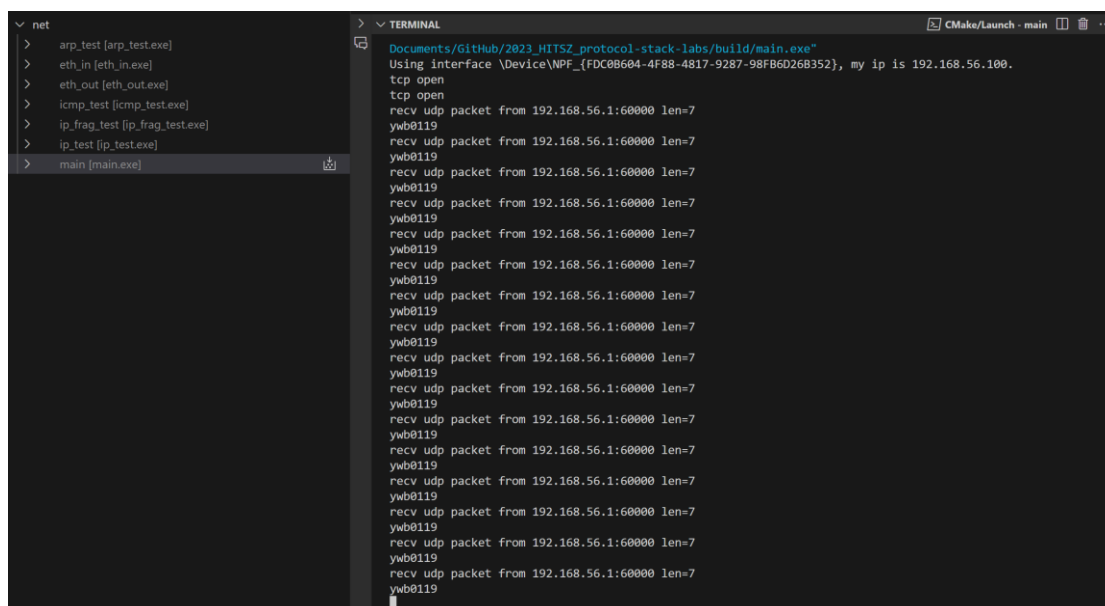 net
arp_test [arp_test.exe]
eth_in [eth_in.exe]
eth_out [eth_out.exe]
icmp_test [icmp_test.exe]
ip_frag_test [ip_frag_test.exe]
ip_test [ip_test.exe]
main [main.exe]
TERMINAL
CMake/Launch - main
Documents/GitHub/2023_HITSZ_protocol-stack-labs/build/main.exe"
Using interface \Device\NPF_{FDC0B604-4F88-4817-9287-98FB6D26B352}, my ip is 192.168.56.100.
tcp open
tcp open
recv udp packet from 192.168.56.1:60000 len=7
ywb0119
recv udp packet from 192.168.56.1:60000 len=7
ywb0119
recv udp packet from 192.168.56.1:60000 len=7
ywb0119
recv udp packet from 192.168.56.1:60000 len=7
ywb0119
recv udp packet from 192.168.56.1:60000 len=7
ywb0119
recv udp packet from 192.168.56.1:60000 len=7
ywb0119
recv udp packet from 192.168.56.1:60000 len=7
ywb0119
recv udp packet from 192.168.56.1:60000 len=7
ywb0119
recv udp packet from 192.168.56.1:60000 len=7
ywb0119
recv udp packet from 192.168.56.1:60000 len=7
ywb0119
recv udp packet from 192.168.56.1:60000 len=7
ywb0119
recv udp packet from 192.168.56.1:60000 len=7
ywb0119
recv udp packet from 192.168.56.1:60000 len=7
ywb0119
recv udp packet from 192.168.56.1:60000 len=7
ywb0119
recv udp packet from 192.168.56.1:60000 len=7
ywb0119
recv udp packet from 192.168.56.1:60000 len=7
ywb0119